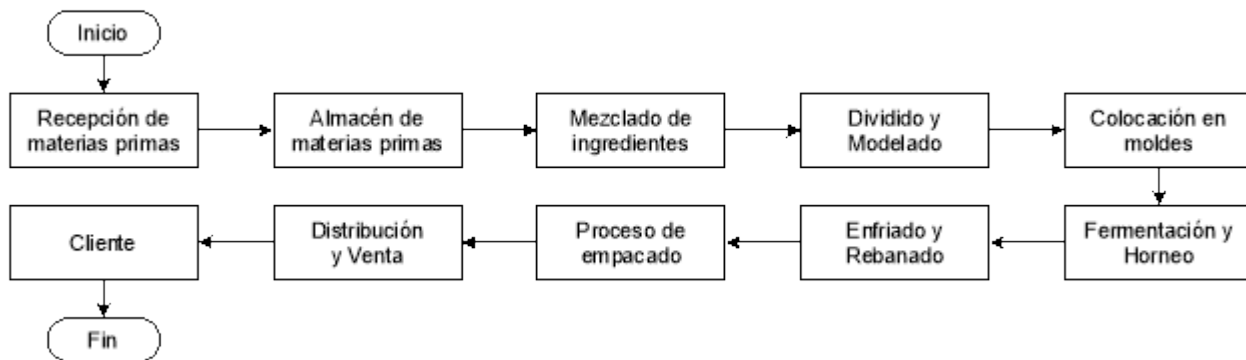 Inicio
Recepción de
materias primas
Almacén de
materias primas
Mezclado de
ingredientes
Dividido y
Modelado
Colocación en
moldes
Fermentación y
Horneo
Enfriado y
Rebanado
Proceso de
empacado
Distribución
y Venta
Cliente
Fin